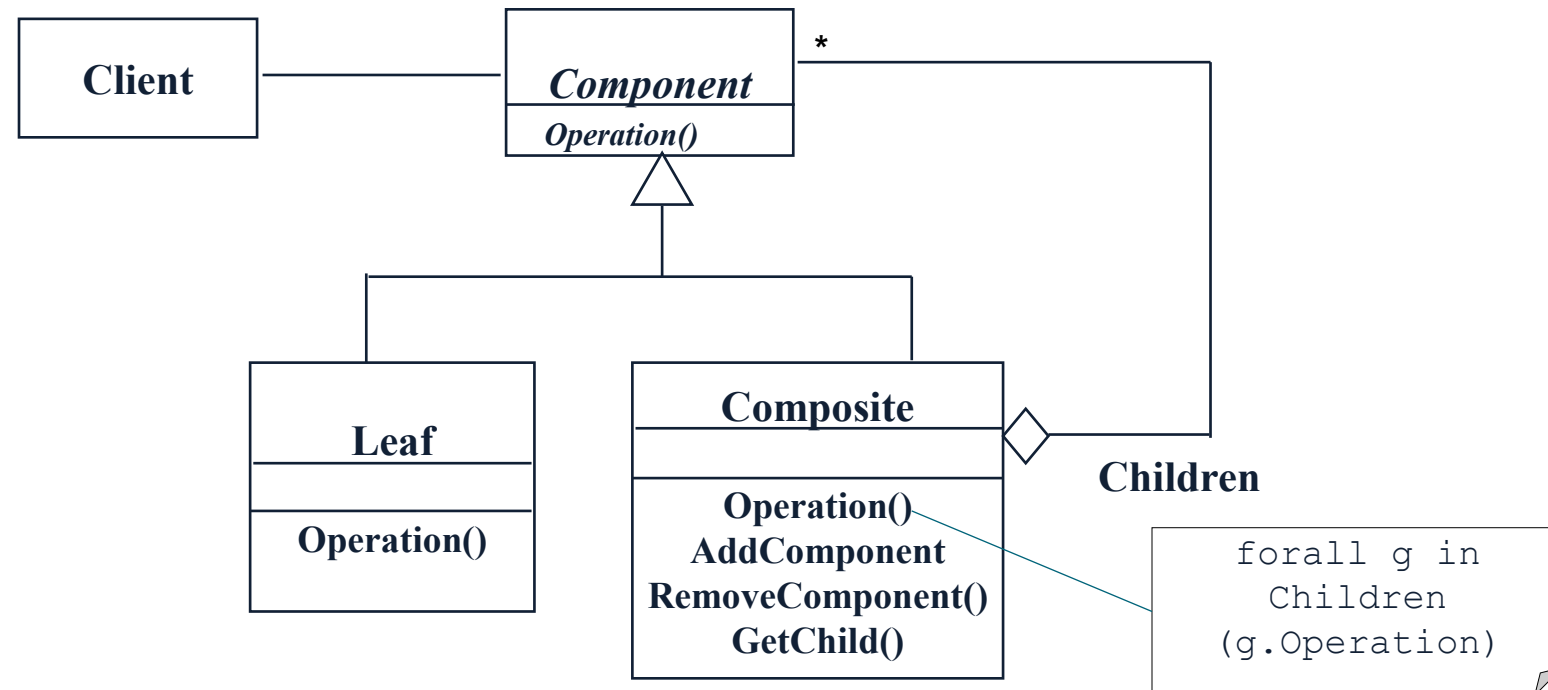 Client
Component
*
Operation()
Leaf
Operation()
Composite
Operation()
AddComponent
RemoveComponent()
GetChild()
Children
forall g in
Children
(g.Operation)